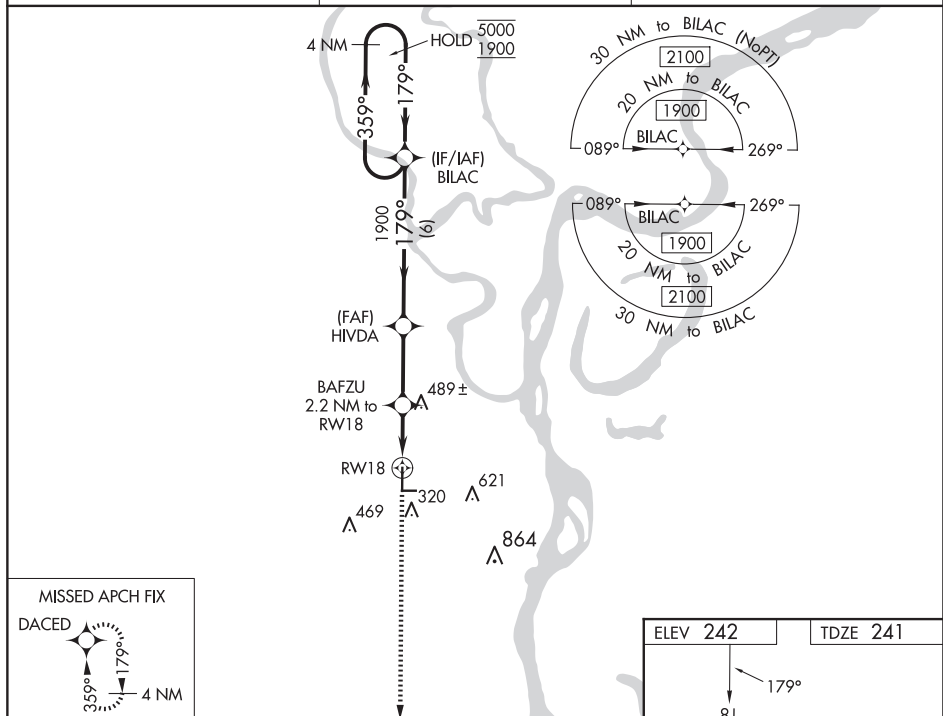 4 NM
HOLD 5000
1900
359°
179°
(IF/IAF)
BILAC
1900
179°
(6)
(FAF)
HIVDA
BAFZU
2.2 NM to
RW18
489 ±
RW18
320
621
469
864
30 NM to BILAC (NoPT)
2100
20 NM to BILAC
1900
BILAC
089°
269°
089°
269°
BILAC
1900
20 NM to BILAC
2100
30 NM to BILAC
MISSED APCH FIX
DACED
179°
359°
4 NM
ELEV 242
TDZE 241
179°